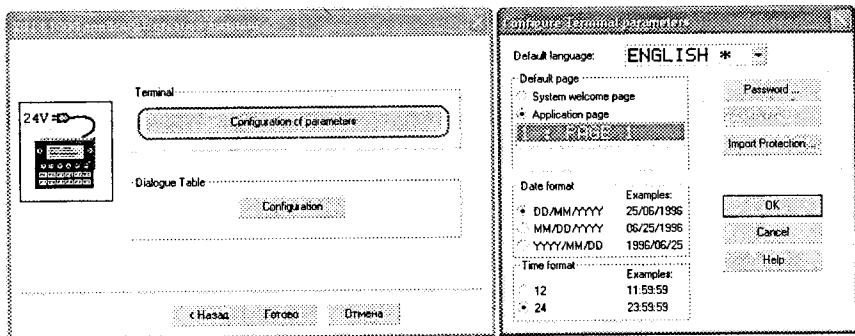 Terminal
24V
Configuration of parameters
Dialogue Table
Configuration
< Назад
Готово
Отмена
Configure Terminal parameters
Default language:
ENGLISH *
Default page
System welcome page
Application page
1 < PAGE 1
Password ...
Import Protection ...
Date format
Examples:
DD/MM/YYYY 25/06/1996
MM/DD/YYYY 06/25/1996
YYYY/MM/DD 1996/06/25
OK
Cancel
Help
Time format
Examples:
12 11:59:59
24 23:59:59